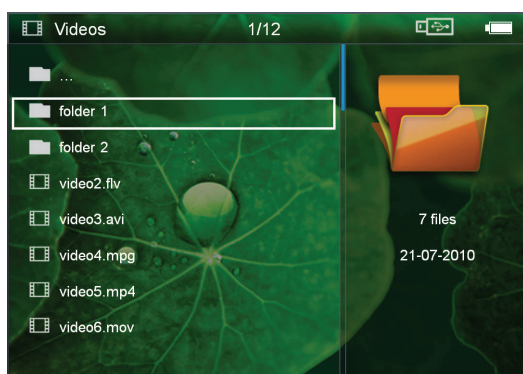 Videos 1/12
...
folder 1
folder 2
video2.flv
video3.avi
video4.mpg
video5.mp4
video6.mov
7 files
21-07-2010